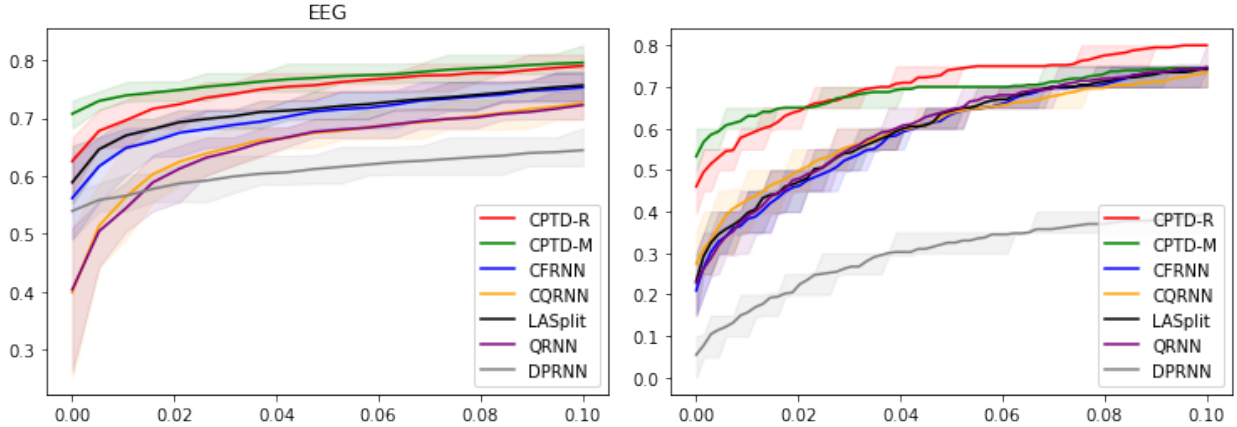 EEG
0.8
0.7
0.6
0.5
0.4
0.3
0.00
0.02
0.04
0.06
0.08
0.10
CPTD-R
CPTD-M
CFRNN
CQRNN
LASplit
QRNN
DPRNN
0.8
0.7
0.6
0.5
0.4
0.3
0.2
0.1
0.0
0.00
0.02
0.04
0.06
0.08
0.10
CPTD-R
CPTD-M
CFRNN
CQRNN
LASplit
QRNN
DPRNN